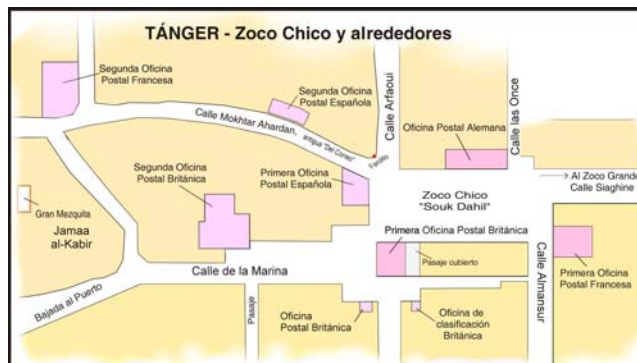 TÁNGER - Zoco Chico y alrededores
Segunda Oficina
Postal Francesa
Segunda Oficina
Postal Española
Calle Mokhtar Ahardan,
antigua "Del Correo"
Farolito
Calle Arfaoui
Calle las Once
Oficina Postal Alemana
Segunda Oficina
Postal Británica
Primera Oficina
Postal Española
Al Zoco Grande
Calle Siaghine
Zoco Chico
"Souk Dahil"
Gran Mezquita
Jamaa
al-Kabir
Primera Oficina Postal Británica
Pasaje cubierto
Calle de la Marina
Calle Almansur
Primera Oficina
Postal Francesa
Bajada al Puerto
Pasaje
Oficina
Postal Británica
Oficina de
clasificación
Británica